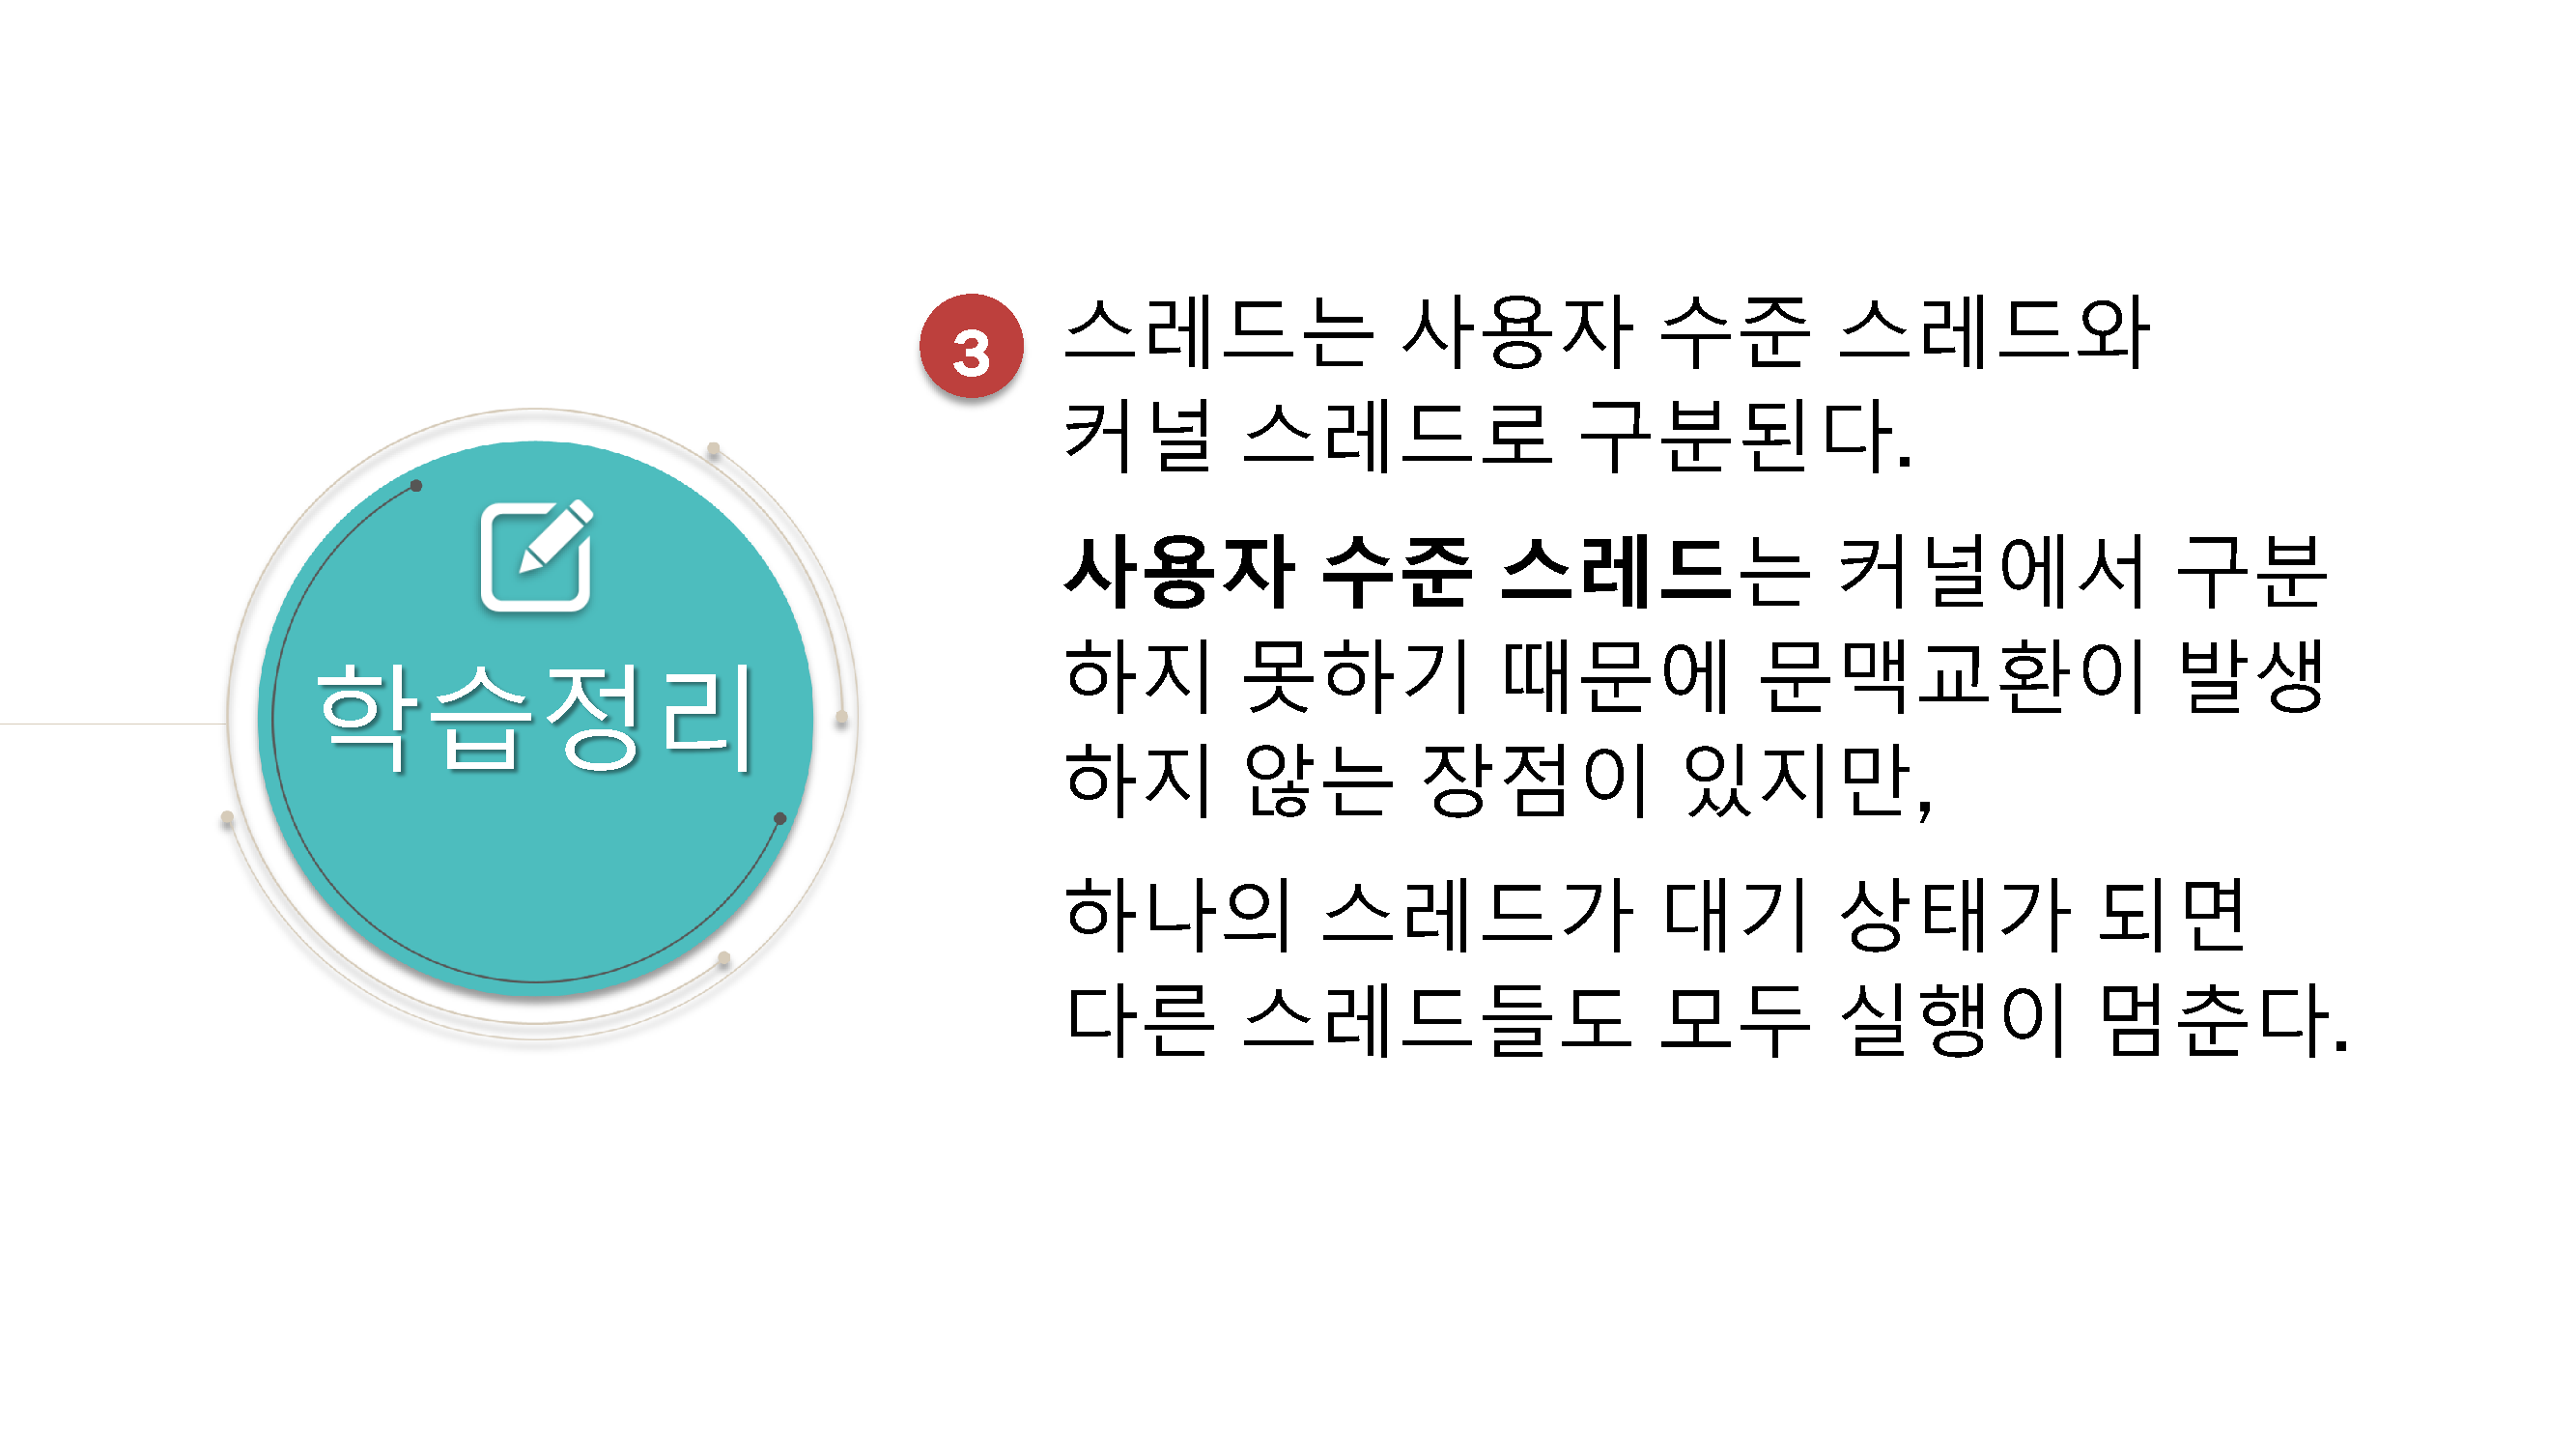 학습정리
3
스레드는 사용자 수준 스레드와
커널 스레드로 구분된다.
사용자 수준 스레드는 커널에서 구분
하지 못하기 때문에 문맥교환이 발생
하지 않는 장점이 있지만,
하나의 스레드가 대기 상태가 되면
다른 스레드들도 모두 실행이 멈춘다.